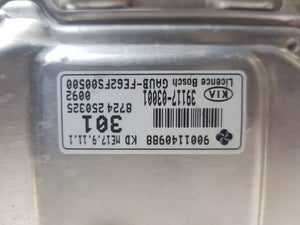 9001140988
KD ME17.9.11.1
301
8724 250325
0092
39117-03001
KIA
Licence Bosch GAUB-FE62FS00500